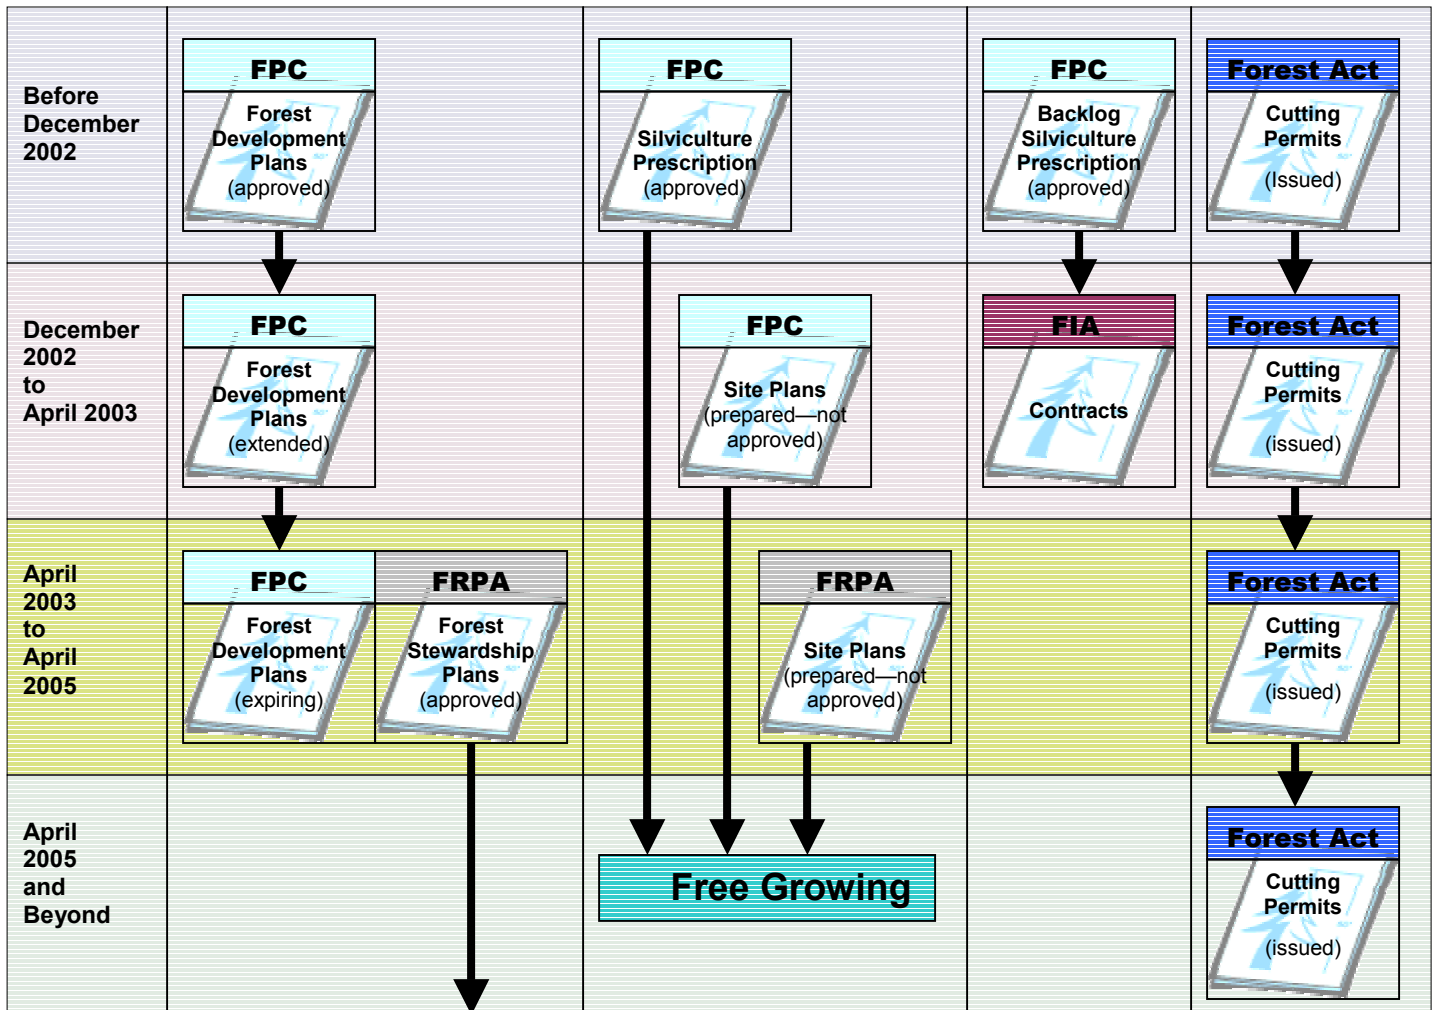 Before
December
2002
FPC
Forest
Development
Plans
(approved)
FPC
Silviculture
Prescription
(approved)
FPC
Backlog
Silviculture
Prescription
(approved)
Forest Act
Cutting
Permits
(Issued)
December
2002
to
April 2003
FPC
Forest
Development
Plans
(extended)
FPC
Site Plans
(prepared—not
approved)
FIA
Contracts
Forest Act
Cutting
Permits
(issued)
April
2003
to
April
2005
FPC
Forest
Development
Plans
(expiring)
FRPA
Forest
Stewardship
Plans
(approved)
FRPA
Site Plans
(prepared—not
approved)
Forest Act
Cutting
Permits
(issued)
April
2005
and
Beyond
Free Growing
Forest Act
Cutting
Permits
(issued)